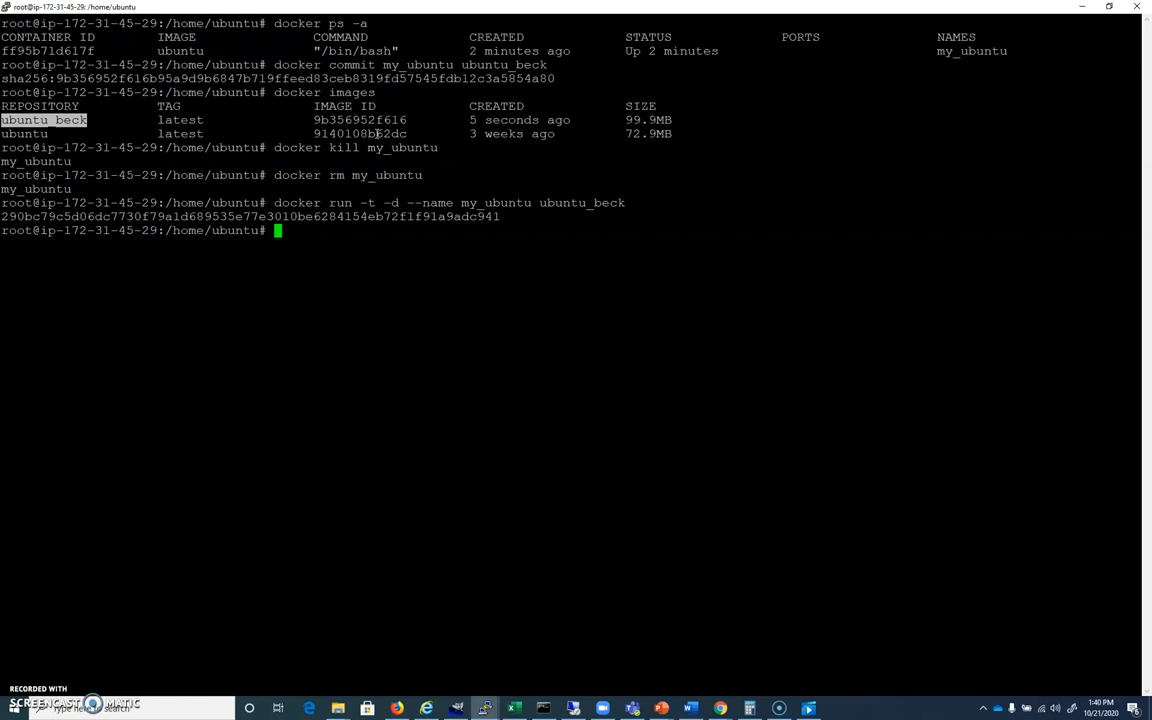 root@ip-172-31-45-29: /home/ubuntu
root@ip-172-31-45-29:/home/ubuntu# docker ps -a
CONTAINER ID IMAGE COMMAND CREATED STATUS PORTS NAMES
ff95b71d617f ubuntu "/bin/bash" 2 minutes ago Up 2 minutes my_ubuntu
root@ip-172-31-45-29:/home/ubuntu# docker commit my_ubuntu ubuntu_beck
sha256:9b356952f616b95a9d9b6847b719ffeed83ceb8319fd57545fdb12c3a5854a80
root@ip-172-31-45-29:/home/ubuntu# docker images
REPOSITORY TAG IMAGE ID CREATED SIZE
ubuntu_beck latest 9b356952f616 5 seconds ago 99.9MB
ubuntu latest 9140108b62dc 3 weeks ago 72.9MB
root@ip-172-31-45-29:/home/ubuntu# docker kill my_ubuntu
my_ubuntu
root@ip-172-31-45-29:/home/ubuntu# docker rm my_ubuntu
my_ubuntu
root@ip-172-31-45-29:/home/ubuntu# docker run -t -d --name my_ubuntu ubuntu_beck
290bc79c5d06dc7730f79a1d689535e77e3010be6284154eb72f1f91a9adc941
root@ip-172-31-45-29:/home/ubuntu#
RECORDED WITH
SCREENCAST MATIC
1:40 PM
10/21/2020